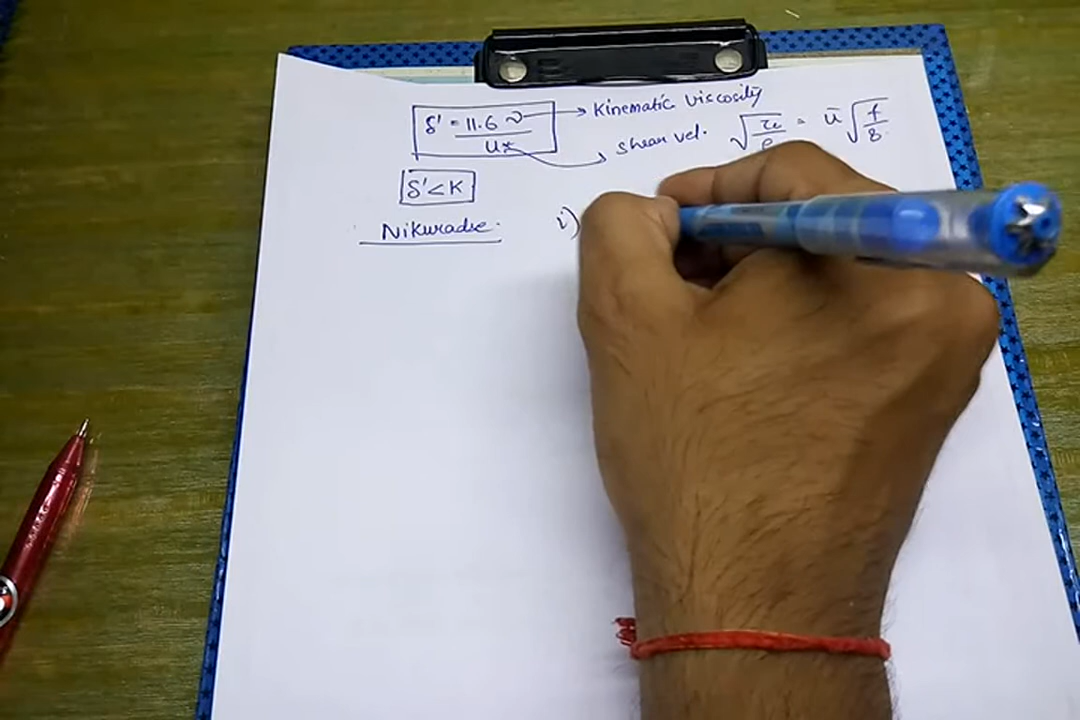 δ' = 11.6 ν / u* → Kinematic Viscosity
shear vel. √(τ₀/ρ) = ū √(f/8)
δ' < K
Nikuradse. i)